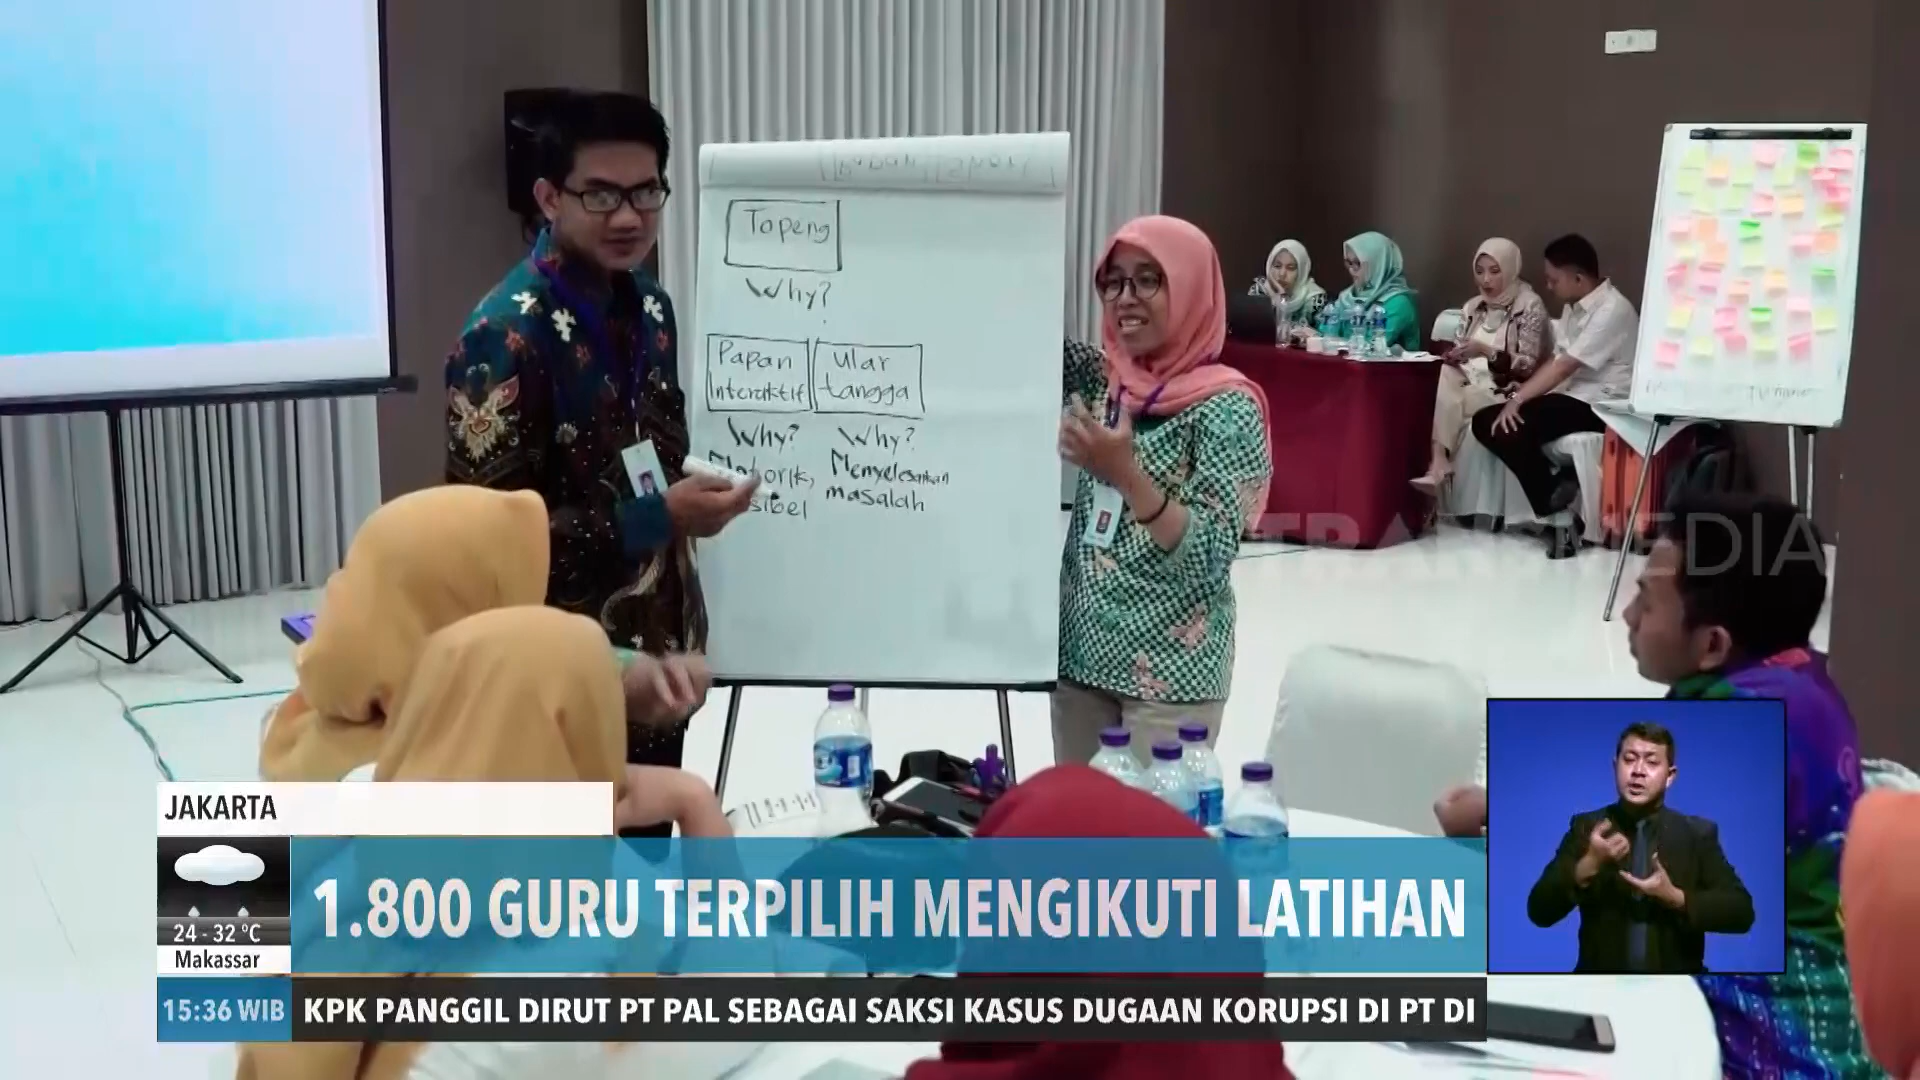 Topeng
Why?
Papan
Interaktif
Ular
tangga
Why?
Why?
Menyelesaikan
masalah
TRANSMEDIA
JAKARTA
24 - 32 °C
Makassar
1.800 GURU TERPILIH MENGIKUTI LATIHAN
15:36 WIB
KPK PANGGIL DIRUT PT PAL SEBAGAI SAKSI KASUS DUGAAN KORUPSI DI PT DI